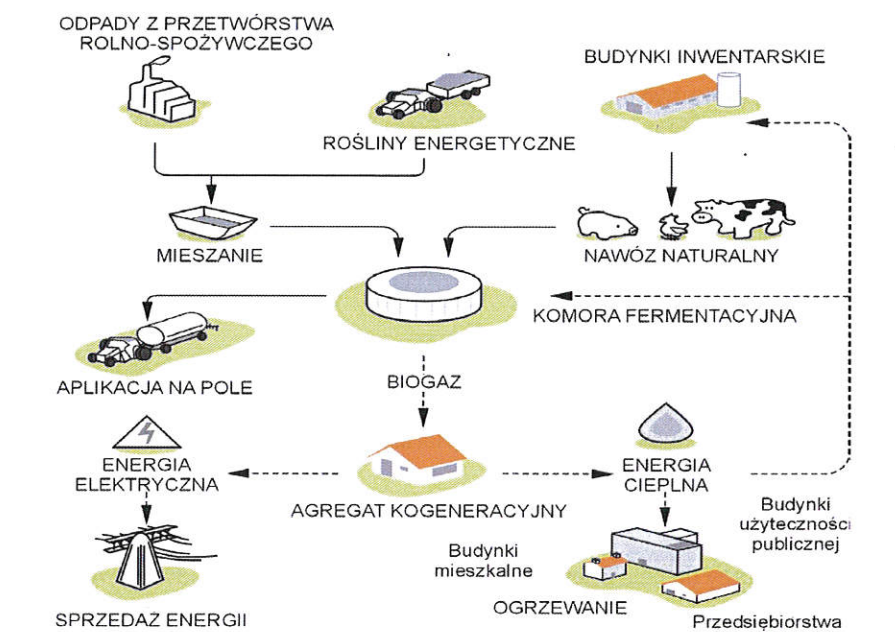 ODPADY Z PRZETWÓRSTWA
ROLNO-SPOŻYWCZEGO
BUDYNKI INWENTARSKIE
ROŚLINY ENERGETYCZNE
MIESZANIE
NAWÓZ NATURALNY
KOMORA FERMENTACYJNA
APLIKACJA NA POLE
BIOGAZ
ENERGIA
ELEKTRYCZNA
AGREGAT KOGENERACYJNY
ENERGIA
CIEPLNA
Budynki
użyteczności
publicznej
Budynki
mieszkalne
OGRZEWANIE
SPRZEDAŻ ENERGII
Przedsiębiorstwa